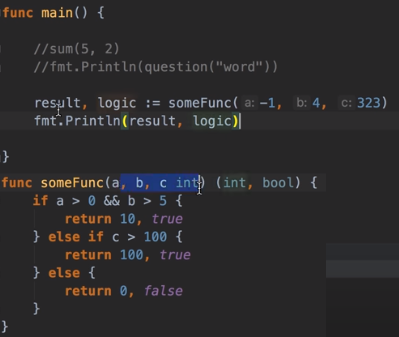 func main() {
//sum(5, 2)
//fmt.Println(question("word"))
result, logic := someFunc( a: -1, b: 4, c: 323)
fmt.Println(result, logic)
}
func someFunc(a, b, c int) (int, bool) {
if a > 0 && b > 5 {
return 10, true
} else if c > 100 {
return 100, true
} else {
return 0, false
}
}